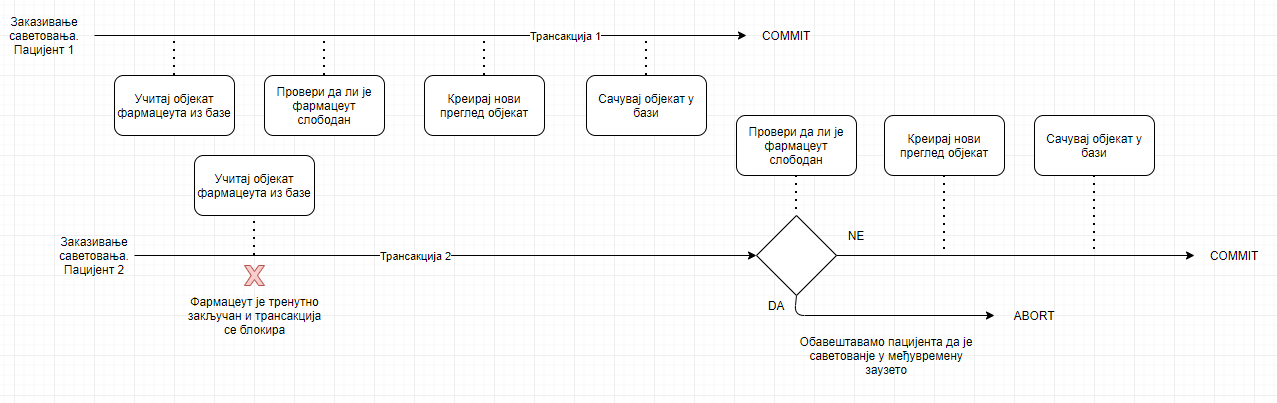 Заказивање
саветовања.
Пацијент 1
Трансакција 1
COMMIT
Учитај објекат
фармацеута из базе
Провери да ли је
фармацеут
слободан
Креирај нови
преглед објекат
Сачувај објекат у
бази
Провери да ли је
фармацеут
слободан
Креирај нови
преглед објекат
Сачувај објекат у
бази
Учитај објекат
фармацеута из базе
Заказивање
саветовања.
Пацијент 2
Трансакција 2
NE
COMMIT
Фармацеут је тренутно
закључан и трансакција
се блокира
DA
ABORT
Обавештавамо пацијента да је
саветованје у међувремену
заузето